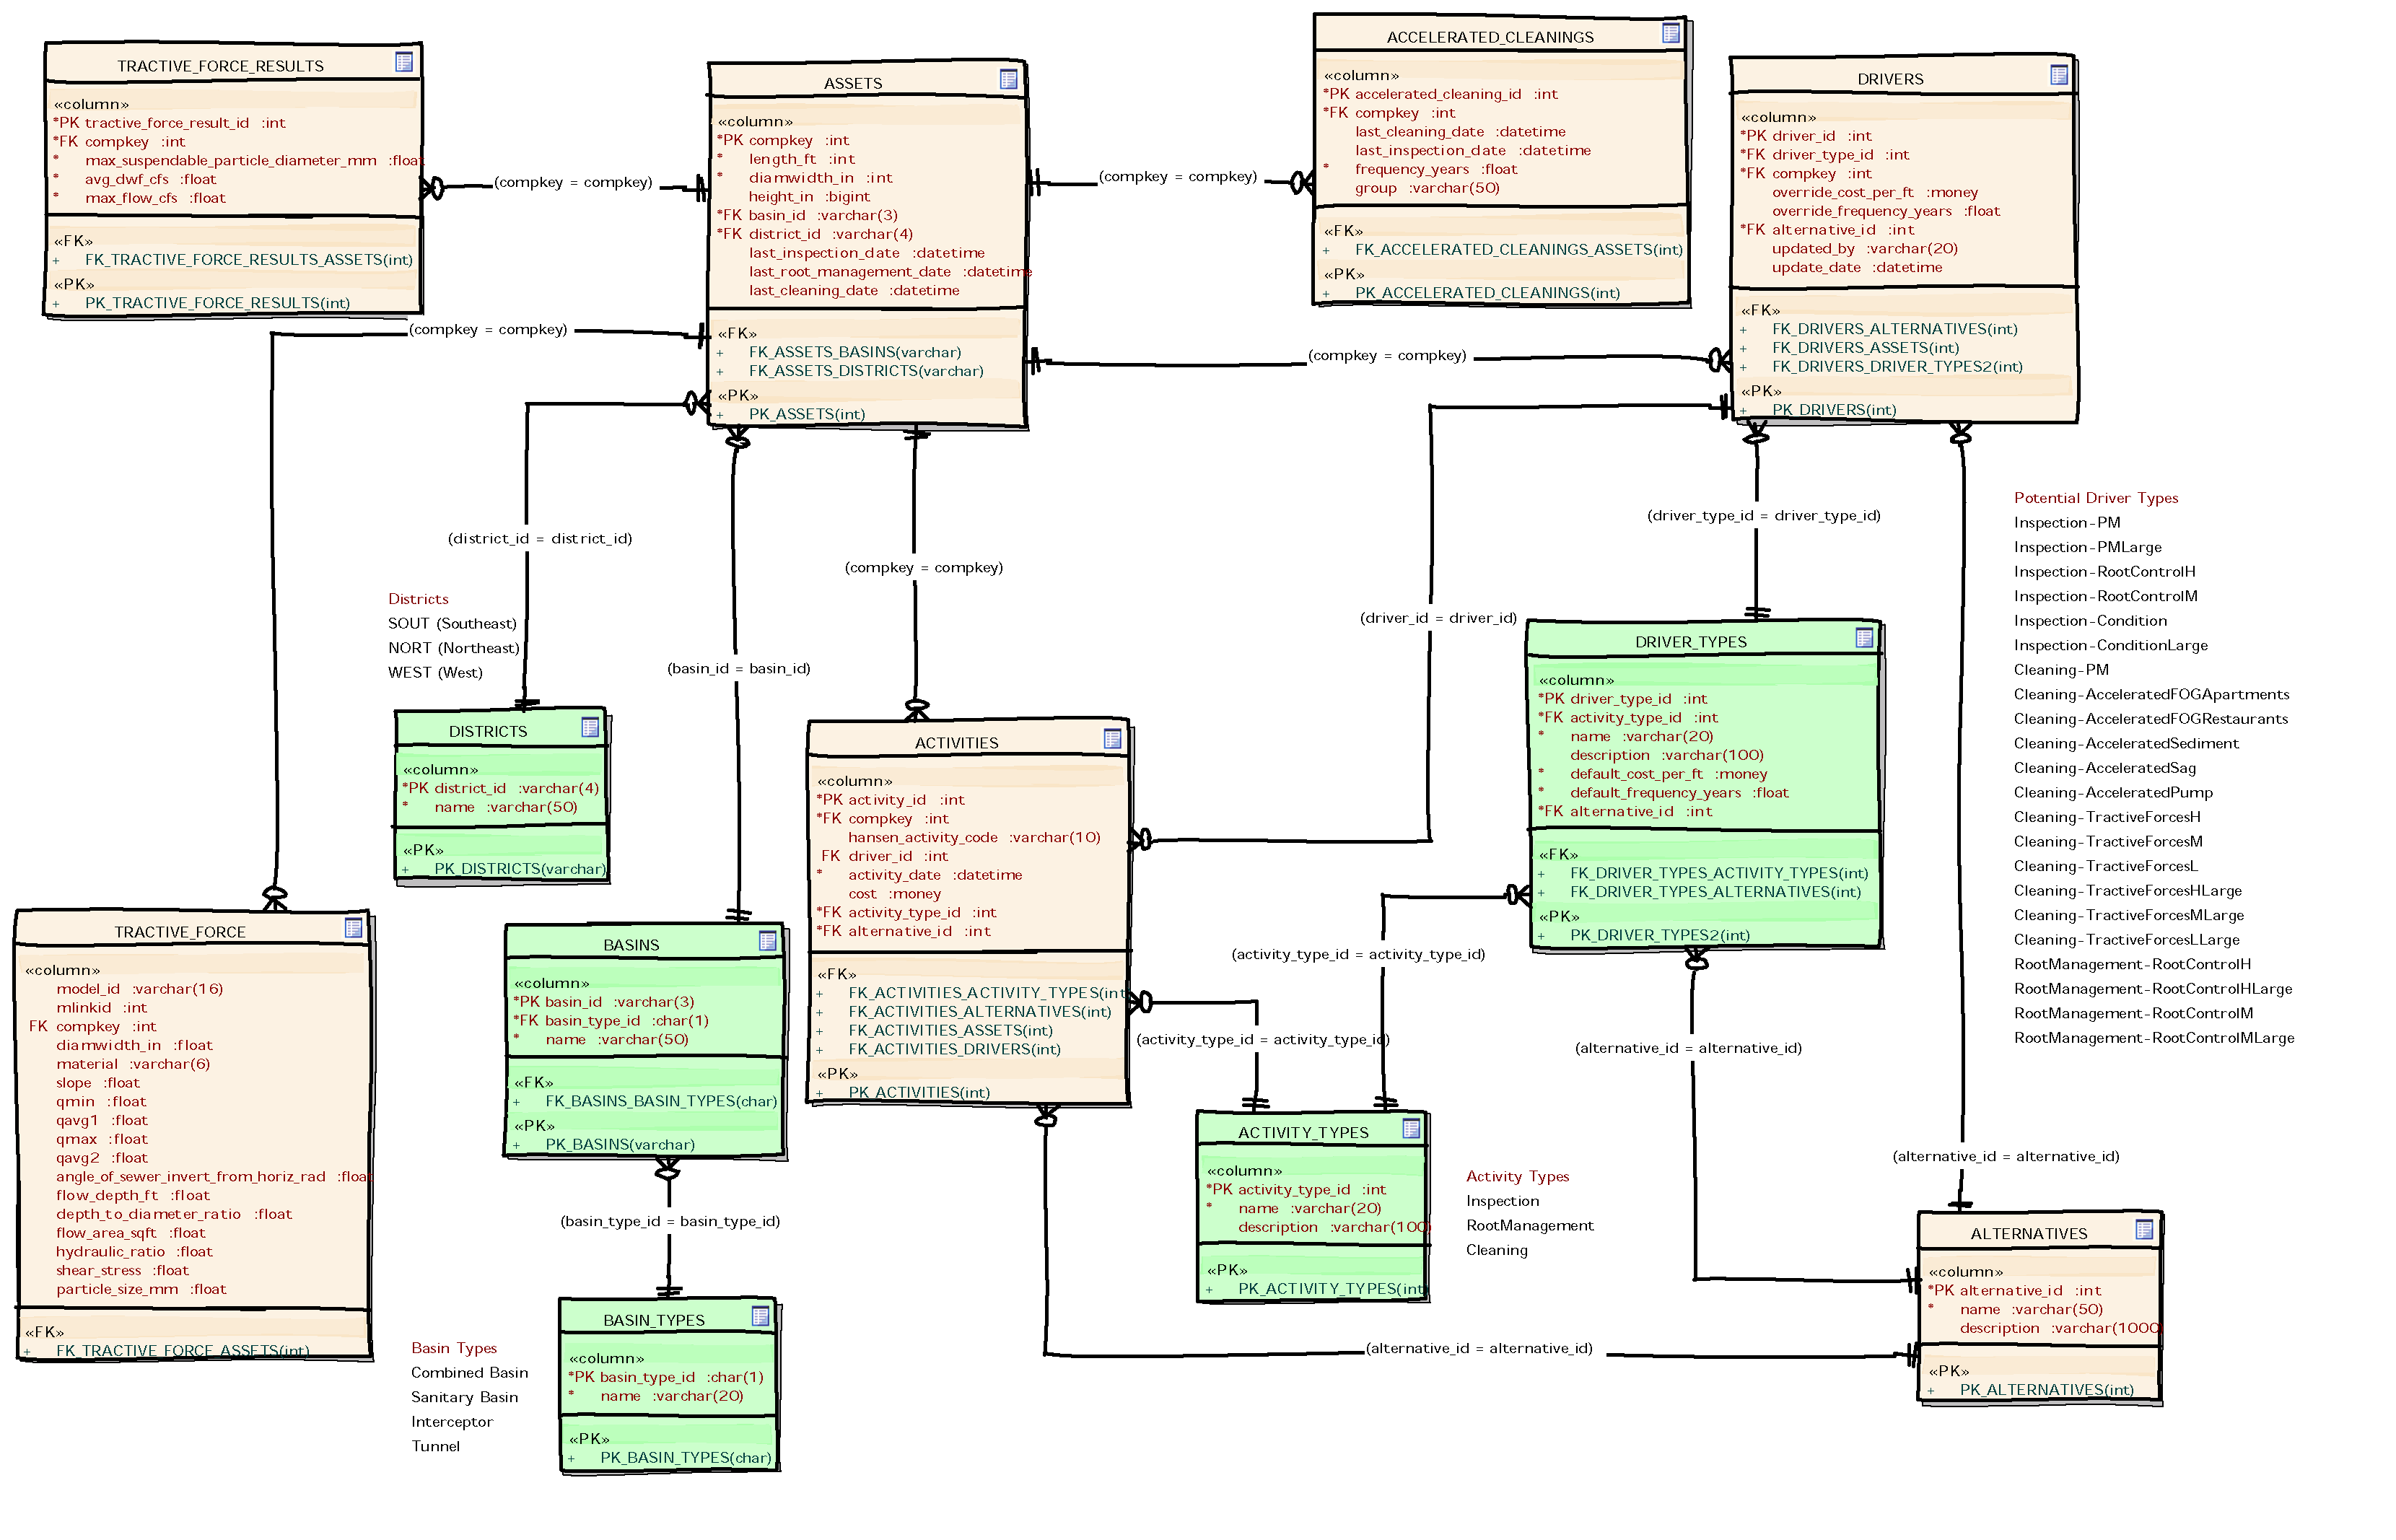 TRACTIVE_FORCE_RESULTS
«column»
*PK tractive_force_result_id :int
*FK compkey :int
* max_suspendable_particle_diameter_mm :float
* avg_dwf_cfs :float
* max_flow_cfs :float
«FK»
+ FK_TRACTIVE_FORCE_RESULTS_ASSETS(int)
«PK»
+ PK_TRACTIVE_FORCE_RESULTS(int)
(compkey = compkey)
ASSETS
«column»
*PK compkey :int
* length_ft :int
* diamwidth_in :int
height_in :bigint
*FK basin_id :varchar(3)
*FK district_id :varchar(4)
last_inspection_date :datetime
last_root_management_date :datetime
last_cleaning_date :datetime
«FK»
+ FK_ASSETS_BASINS(varchar)
+ FK_ASSETS_DISTRICTS(varchar)
«PK»
+ PK_ASSETS(int)
(compkey = compkey)
ACCELERATED_CLEANINGS
«column»
*PK accelerated_cleaning_id :int
*FK compkey :int
last_cleaning_date :datetime
last_inspection_date :datetime
* frequency_years :float
group :varchar(50)
«FK»
+ FK_ACCELERATED_CLEANINGS_ASSETS(int)
«PK»
+ PK_ACCELERATED_CLEANINGS(int)
DRIVERS
«column»
*PK driver_id :int
*FK driver_type_id :int
*FK compkey :int
override_cost_per_ft :money
override_frequency_years :float
*FK alternative_id :int
updated_by :varchar(20)
update_date :datetime
«FK»
+ FK_DRIVERS_ALTERNATIVES(int)
+ FK_DRIVERS_ASSETS(int)
+ FK_DRIVERS_DRIVER_TYPES2(int)
«PK»
+ PK_DRIVERS(int)
(compkey = compkey)
(compkey = compkey)
(district_id = district_id)
(compkey = compkey)
(basin_id = basin_id)
(driver_id = driver_id)
(driver_type_id = driver_type_id)
Potential Driver Types
Inspection-PM
Inspection-PMLarge
Inspection-RootControlH
Inspection-RootControlM
Inspection-Condition
Inspection-ConditionLarge
Cleaning-PM
Cleaning-AcceleratedFOGApartments
Cleaning-AcceleratedFOGRestaurants
Cleaning-AcceleratedSediment
Cleaning-AcceleratedSag
Cleaning-AcceleratedPump
Cleaning-TractiveForcesH
Cleaning-TractiveForcesM
Cleaning-TractiveForcesL
Cleaning-TractiveForcesHLarge
Cleaning-TractiveForcesMLarge
Cleaning-TractiveForcesLLarge
RootManagement-RootControlH
RootManagement-RootControlHLarge
RootManagement-RootControlM
RootManagement-RootControlMLarge
Districts
SOUT (Southeast)
NORT (Northeast)
WEST (West)
DISTRICTS
«column»
*PK district_id :varchar(4)
* name :varchar(50)
«PK»
+ PK_DISTRICTS(varchar)
DRIVER_TYPES
«column»
*PK driver_type_id :int
*FK activity_type_id :int
* name :varchar(20)
description :varchar(100)
* default_cost_per_ft :money
* default_frequency_years :float
*FK alternative_id :int
«FK»
+ FK_DRIVER_TYPES_ACTIVITY_TYPES(int)
+ FK_DRIVER_TYPES_ALTERNATIVES(int)
«PK»
+ PK_DRIVER_TYPES2(int)
ACTIVITIES
«column»
*PK activity_id :int
*FK compkey :int
hansen_activity_code :varchar(10)
FK driver_id :int
* activity_date :datetime
cost :money
*FK activity_type_id :int
*FK alternative_id :int
«FK»
+ FK_ACTIVITIES_ACTIVITY_TYPES(int
+ FK_ACTIVITIES_ALTERNATIVES(int)
+ FK_ACTIVITIES_ASSETS(int)
+ FK_ACTIVITIES_DRIVERS(int)
«PK»
+ PK_ACTIVITIES(int)
TRACTIVE_FORCE
«column»
model_id :varchar(16)
mlinkid :int
FK compkey :int
diamwidth_in :float
material :varchar(6)
slope :float
qmin :float
qavg1 :float
qmax :float
qavg2 :float
angle_of_sewer_invert_from_horiz_rad :float
flow_depth_ft :float
depth_to_diameter_ratio :float
flow_area_sqft :float
hydraulic_ratio :float
shear_stress :float
particle_size_mm :float
«FK»
+ FK_TRACTIVE_FORCE_ASSETS(int)
BASINS
«column»
*PK basin_id :varchar(3)
*FK basin_type_id :char(1)
* name :varchar(50)
«FK»
+ FK_BASINS_BASIN_TYPES(char)
«PK»
+ PK_BASINS(varchar)
(activity_type_id = activity_type_id)
(activity_type_id = activity_type_id)
(alternative_id = alternative_id)
(alternative_id = alternative_id)
(basin_type_id = basin_type_id)
ACTIVITY_TYPES
«column»
*PK activity_type_id :int
* name :varchar(20)
description :varchar(100)
«PK»
+ PK_ACTIVITY_TYPES(int
Activity Types
Inspection
RootManagement
Cleaning
ALTERNATIVES
«column»
*PK alternative_id :int
* name :varchar(50)
description :varchar(1000)
«PK»
+ PK_ALTERNATIVES(int)
(alternative_id = alternative_id)
Basin Types
Combined Basin
Sanitary Basin
Interceptor
Tunnel
BASIN_TYPES
«column»
*PK basin_type_id :char(1)
* name :varchar(20)
«PK»
+ PK_BASIN_TYPES(char)